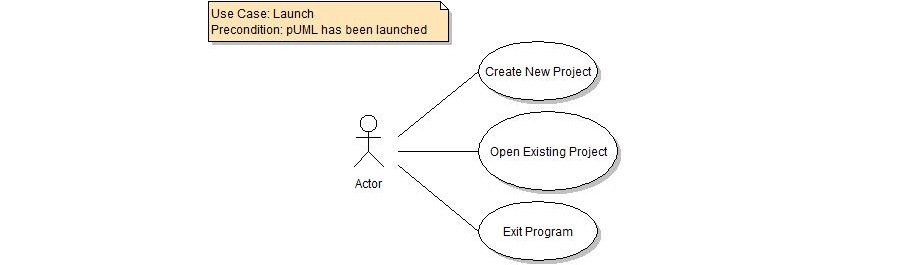 Use Case: Launch
Precondition: pUML has been launched
Create New Project
Open Existing Project
Actor
Exit Program